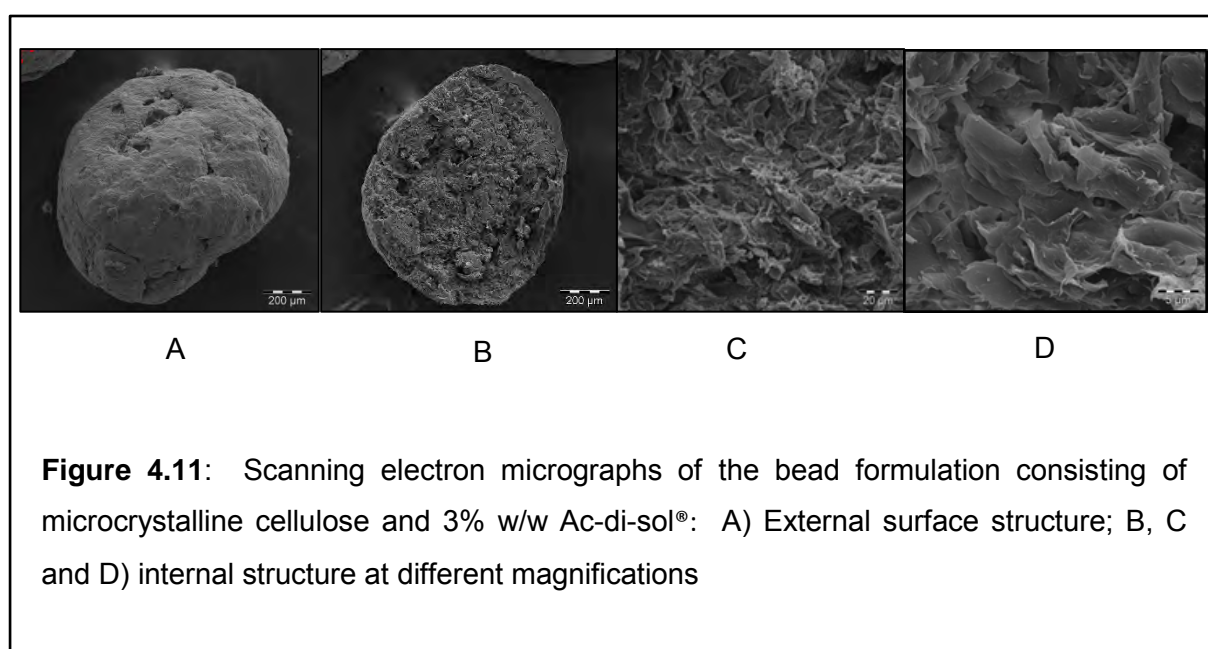 200 µm
200 µm
20 µm
5 µm
A
B
C
D
Figure 4.11: Scanning electron micrographs of the bead formulation consisting of
microcrystalline cellulose and 3% w/w Ac-di-sol®: A) External surface structure; B, C
and D) internal structure at different magnifications